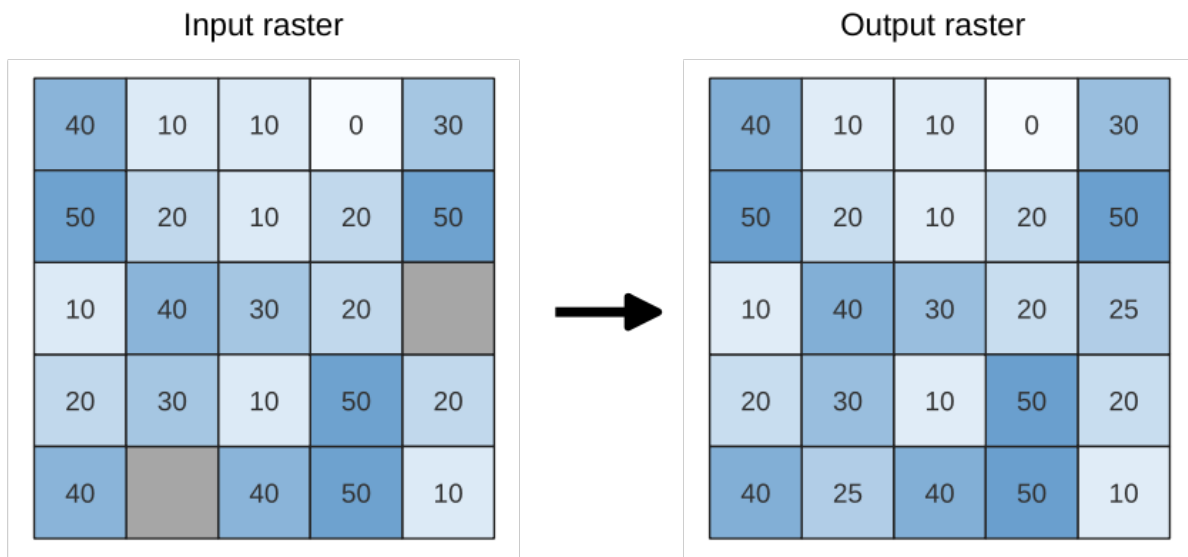 Input raster
Output raster
40 10 10 0 30
50 20 10 20 50
10 40 30 20
20 30 10 50 20
40 40 50 10
40 10 10 0 30
50 20 10 20 50
10 40 30 20 25
20 30 10 50 20
40 25 40 50 10